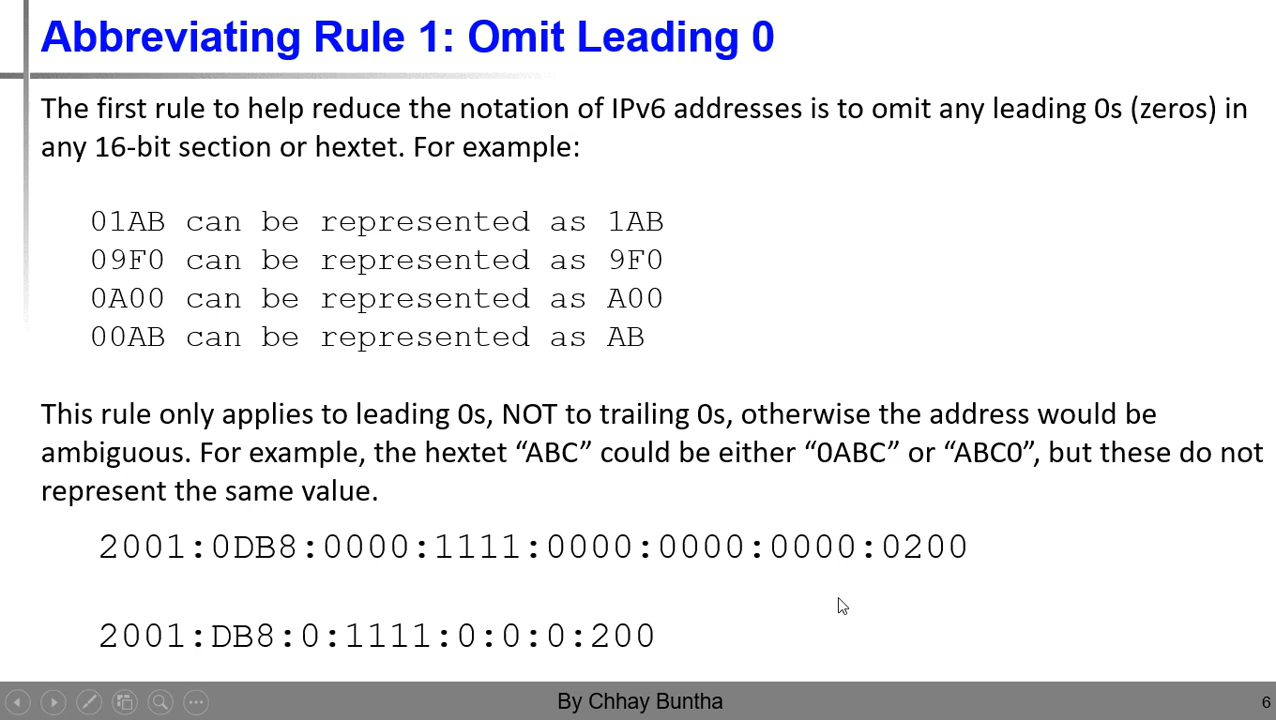 Abbreviating Rule 1: Omit Leading 0
The first rule to help reduce the notation of IPv6 addresses is to omit any leading 0s (zeros) in
any 16-bit section or hextet. For example:
01AB can be represented as 1AB
09F0 can be represented as 9F0
0A00 can be represented as A00
00AB can be represented as AB
This rule only applies to leading 0s, NOT to trailing 0s, otherwise the address would be
ambiguous. For example, the hextet “ABC” could be either “0ABC” or “ABC0”, but these do not
represent the same value.
2001:0DB8:0000:1111:0000:0000:0000:0200
2001:DB8:0:1111:0:0:0:200
By Chhay Buntha
6